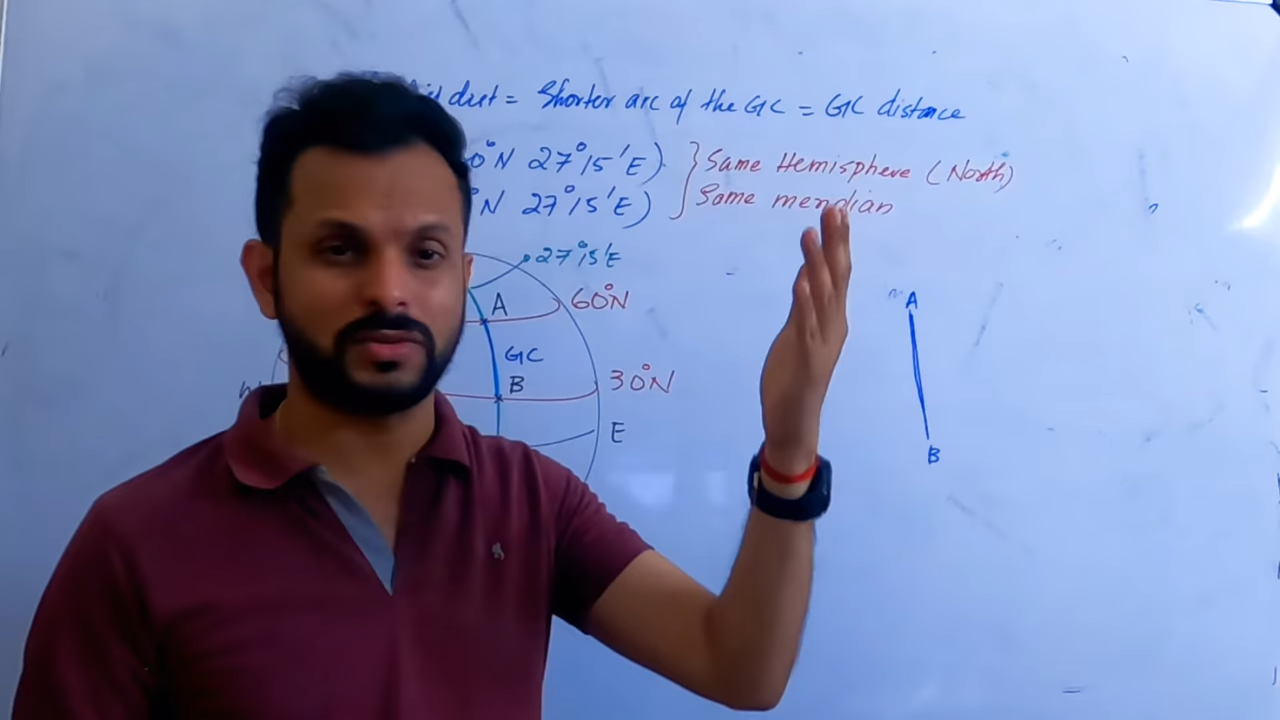 dist = Shorter arc of the GC = GC distance
0°N 27°15'E) } Same Hemisphere (North)
°N 27°15'E) Same meridian
27°15'E
A 60°N
A
GC
B 30°N
W
E
B